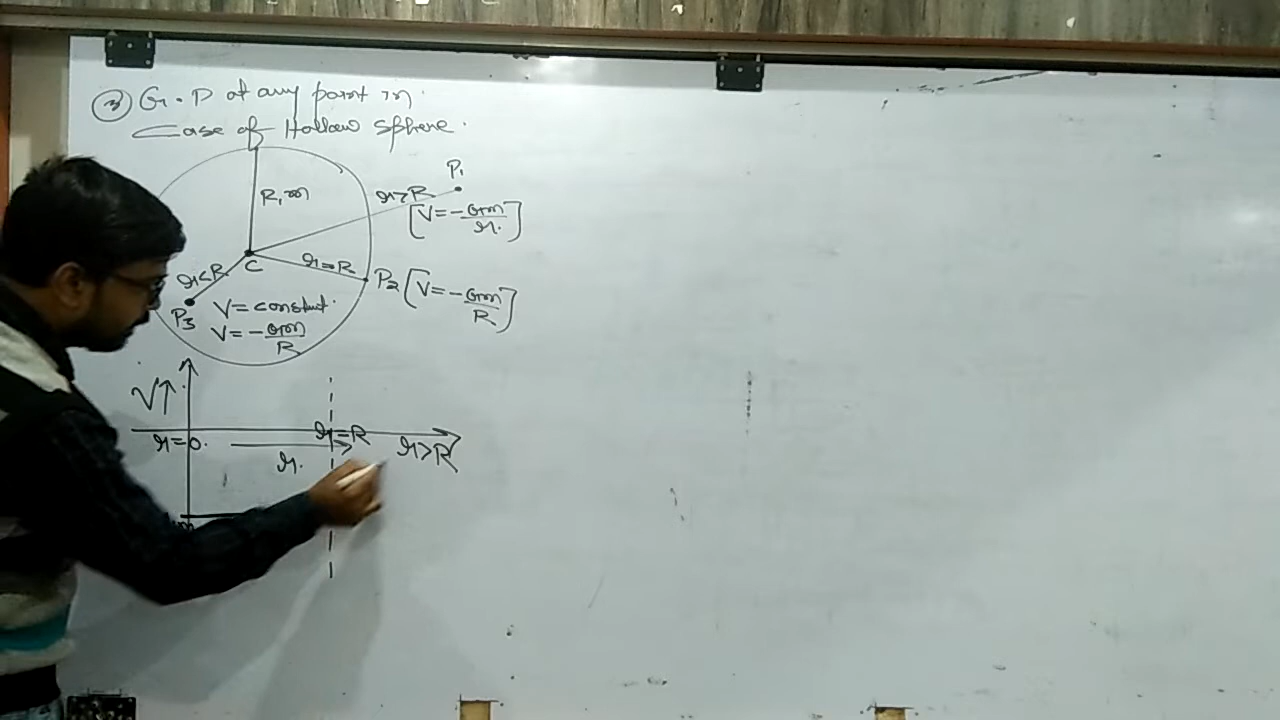 ③ G.P at any point in
Case of Hollow sphere.
R, m
P₁
r>R
[V = -Gm/r.]
r=R
C
P₂ [V = -Gm/R]
r<R
P₃
V = constant.
V = -Gm/R
V↑
r=0.
r=R
r>R
r.